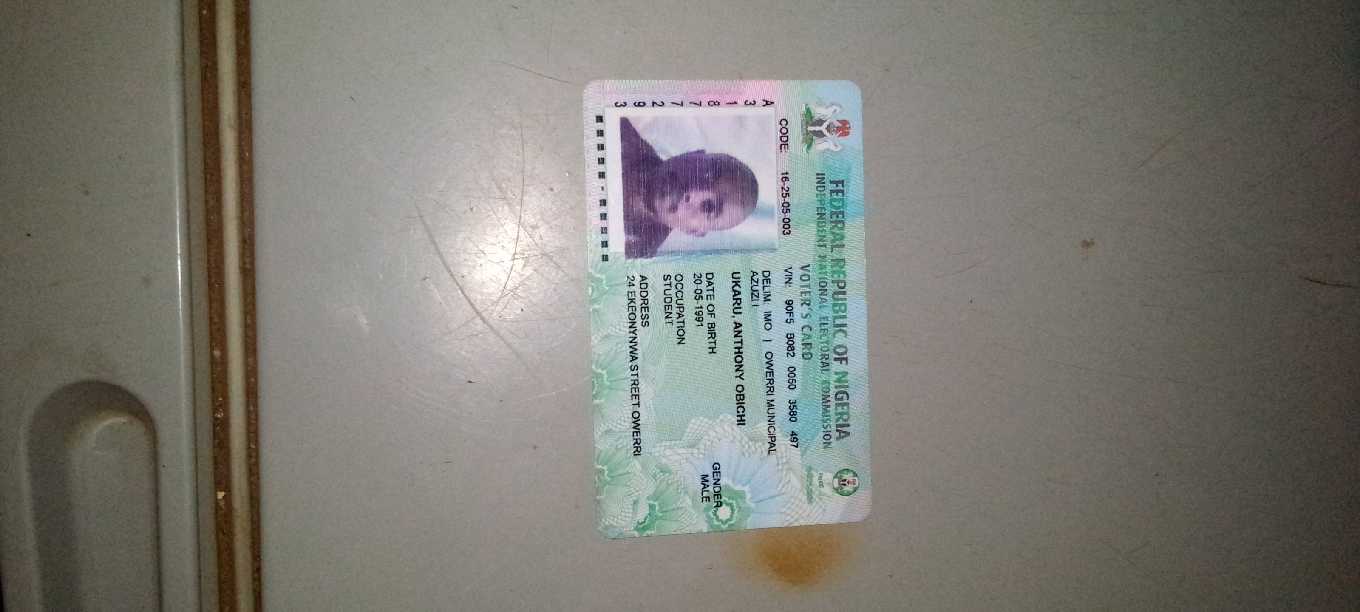 FEDERAL REPUBLIC OF NIGERIA
INDEPENDENT NATIONAL ELECTORAL COMMISSION
VOTER'S CARD
CODE: 16-25-05-003
VIN: 90F5 B082 0050 3580 497
DELIM: IMO | OWERRI MUNICIPAL
AZUZI I
UKARU, ANTHONY OBICHI
DATE OF BIRTH
20-05-1991
GENDER
MALE
OCCUPATION
STUDENT
ADDRESS
24 EKEONYNWA STREET OWERRI
A
3
1
8
7
7
2
9
3